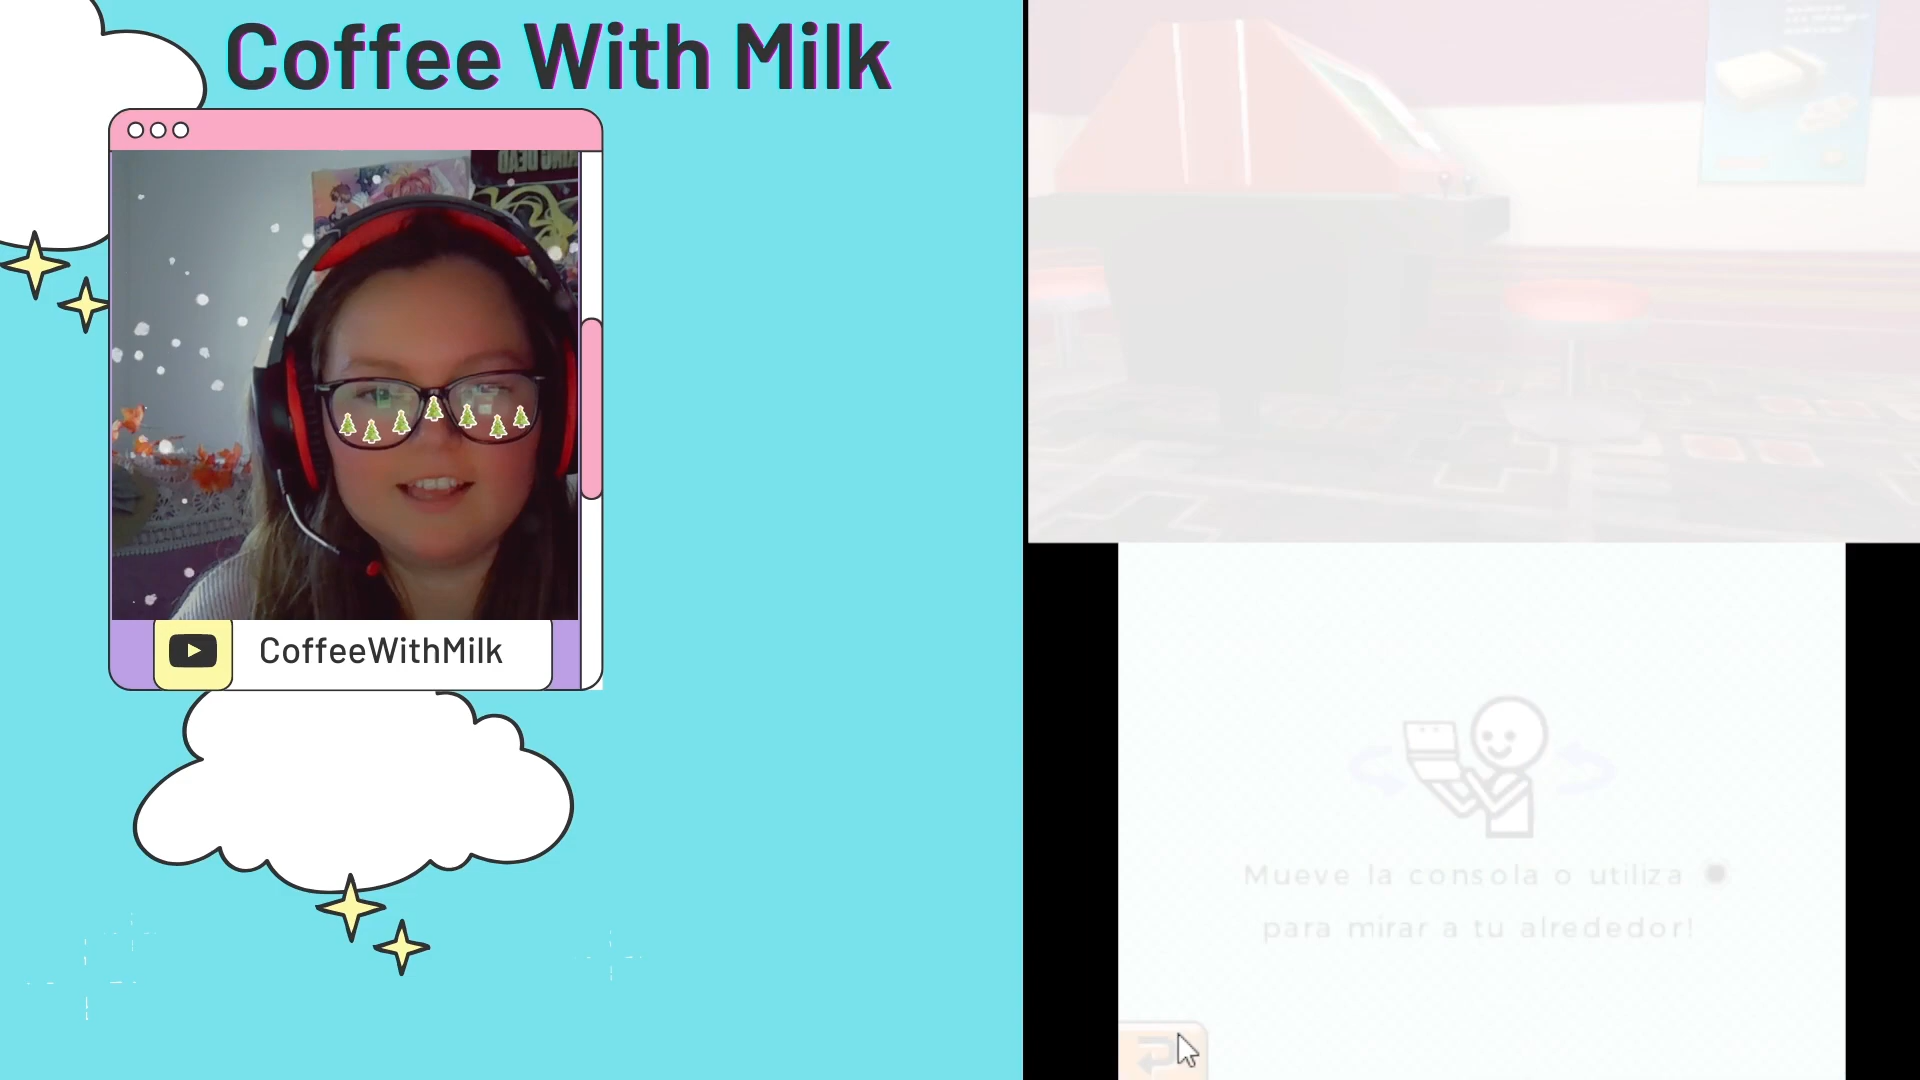 Coffee With Milk
CoffeeWithMilk
Mueve la consola o utiliza
para mirar a tu alrededor!